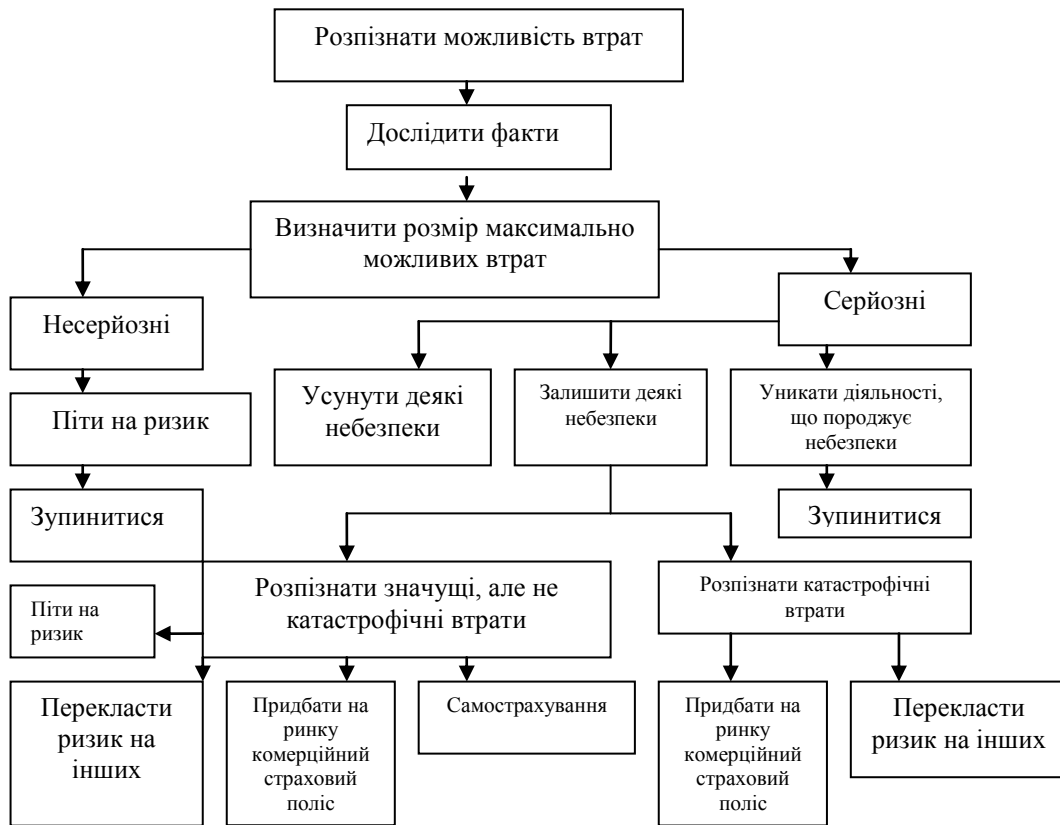 Розпізнати можливість втрат
Дослідити факти
Визначити розмір максимально
можливих втрат
Несерйозні
Серйозні
Усунути деякі
небезпеки
Залишити деякі
небезпеки
Уникати діяльності,
що породжує
небезпеки
Піти на ризик
Зупинитися
Зупинитися
Розпізнати значущі, але не
катастрофічні втрати
Розпізнати катастрофічні
втрати
Піти на
ризик
Перекласти
ризик на
інших
Придбати на
ринку
комерційний
страховий
поліс
Самострахування
Придбати на
ринку
комерційний
страховий
поліс
Перекласти
ризик на інших